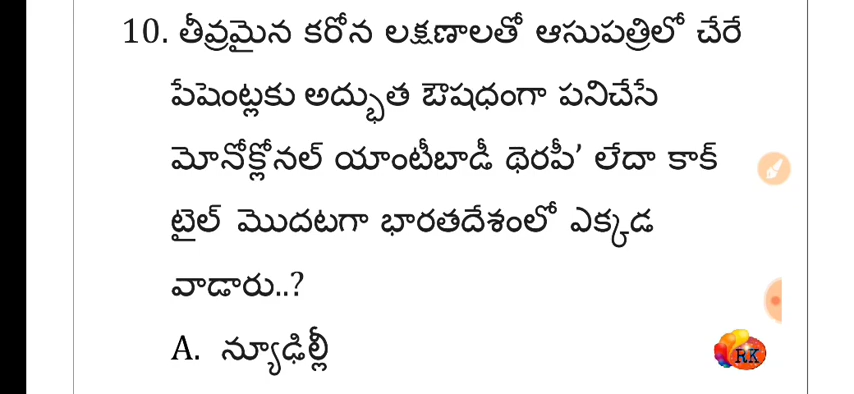 10. తీవ్రమైన కరోన లక్షణాలతో ఆసుపత్రిలో చేరే
పేషెంట్లకు అద్భుత ఔషధంగా పనిచేసే
మోనోక్లోనల్ యాంటీబాడీ థెరపీ' లేదా కాక్
టైల్ మొదటగా భారతదేశంలో ఎక్కడ
వాడారు..?
A. న్యూఢిల్లీ
RK